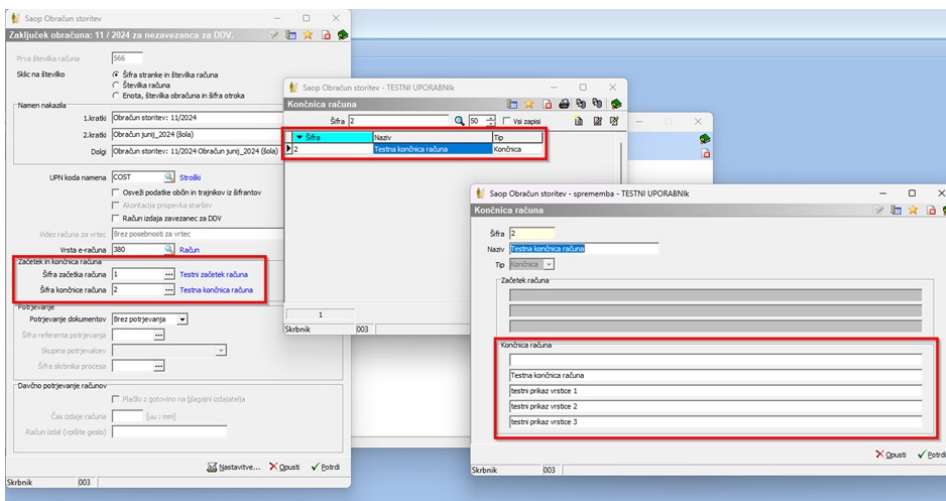 Saop Obračun storitev
Zaključek obračuna: 11 / 2024 za nezavezanca za DDV.
Prva številka računa 566
Sklic na številko
Šifra stranke in številka računa
Številka računa
Enota, številka obračuna in šifra otroka
Namen nakazila
1.kratki Obračun storitev: 11/2024
2.kratki Obračun junij_2024 (šola)
Dolgi Obračun storitev: 11/2024 Obračun junij_2024 (šola)
UPN koda namena COST Stroški
Osveži podatke občin in trajnikov iz šifrantov
Akontacija prispevka staršev
Račun izdaja zavezanec za DDV
Videz računa za vrtec Brez posebnosti za vrtec
Vrsta e-računa 380 Račun
Začetek in končnica računa
Šifra začetka računa 1 ... Testni začetek računa
Šifra končnice računa 2 ... Testna končnica računa
Potrjevanje
Potrjevanje dokumentov Brez potrjevanja
Šifra referenta potrjevanja ...
Skupina potrjevalcev
Šifra skrbnika procesa ...
Davčno potrjevanje računov
Plačilo z gotovino na blagajni izdajatelja
Čas izdaje računa [uu : mm]
Račun izdal (vpišite geslo)
Nastavitve... Opusti Potrdi
Skrbnik 003
Saop Obračun storitev - TESTNI UPORABNIk
Končnica računa
Šifra 2 50 Vsi zapisi
Šifra Naziv Tip
2 Testna končnica računa Končnica
1
Skrbnik 003
Saop Obračun storitev - sprememba - TESTNI UPORABNIk
Končnica računa
Šifra 2
Naziv Testna končnica računa
Tip Končnica
Začetek računa
Končnica računa
Testna končnica računa
testni prikaz vrstice 1
testni prikaz vrstice 2
testni prikaz vrstice 3
Opusti Potrdi
Skrbnik 003